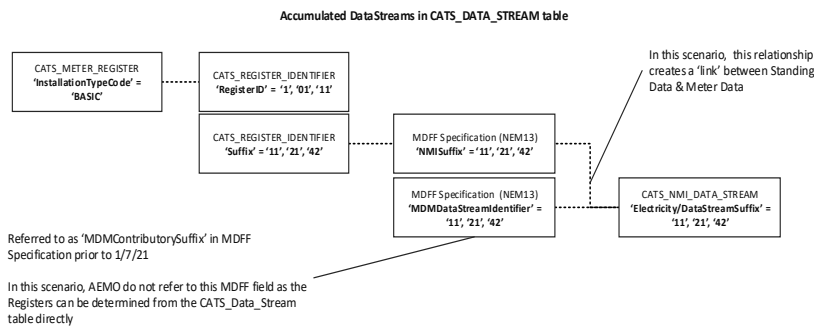 Accumulated DataStreams in CATS_DATA_STREAM table
In this scenario, this relationship
creates a ‘link’ between Standing
Data & Meter Data
CATS_METER_REGISTER
‘InstallationTypeCode’ =
‘BASIC’
CATS_REGISTER_IDENTIFIER
‘RegisterID’ = ‘1’, ‘01’, ‘11’
CATS_REGISTER_IDENTIFIER
‘Suffix’ = ‘11’, ‘21’, ‘42’
MDFF Specification (NEM13)
‘NMISuffix’ = ‘11’, ‘21’, ‘42’
MDFF Specification (NEM13)
‘MDMDataStreamIdentifier’ =
‘11’, ‘21’, ‘42’
CATS_NMI_DATA_STREAM
‘Electricity/DataStreamSuffix’ =
‘11’, ‘21’, ‘42’
Referred to as ‘MDMContributorySuffix’ in MDFF
Specification prior to 1/7/21
In this scenario, AEMO do not refer to this MDFF field as the
Registers can be determined from the CATS_Data_Stream
table directly